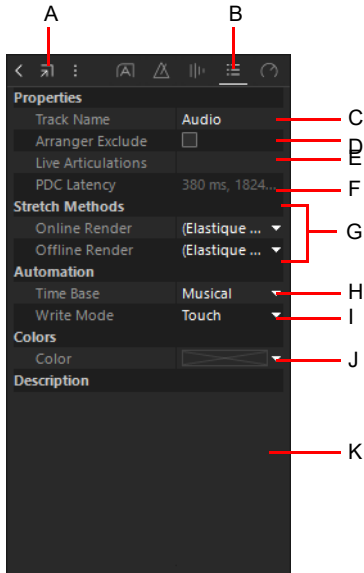 A B
Properties
Track Name Audio C
Arranger Exclude D
Live Articulations E
PDC Latency 380 ms, 1824... F
Stretch Methods
Online Render (Elastique ... G
Offline Render (Elastique ...
Automation
Time Base Musical H
Write Mode Touch I
Colors
Color J
Description
K